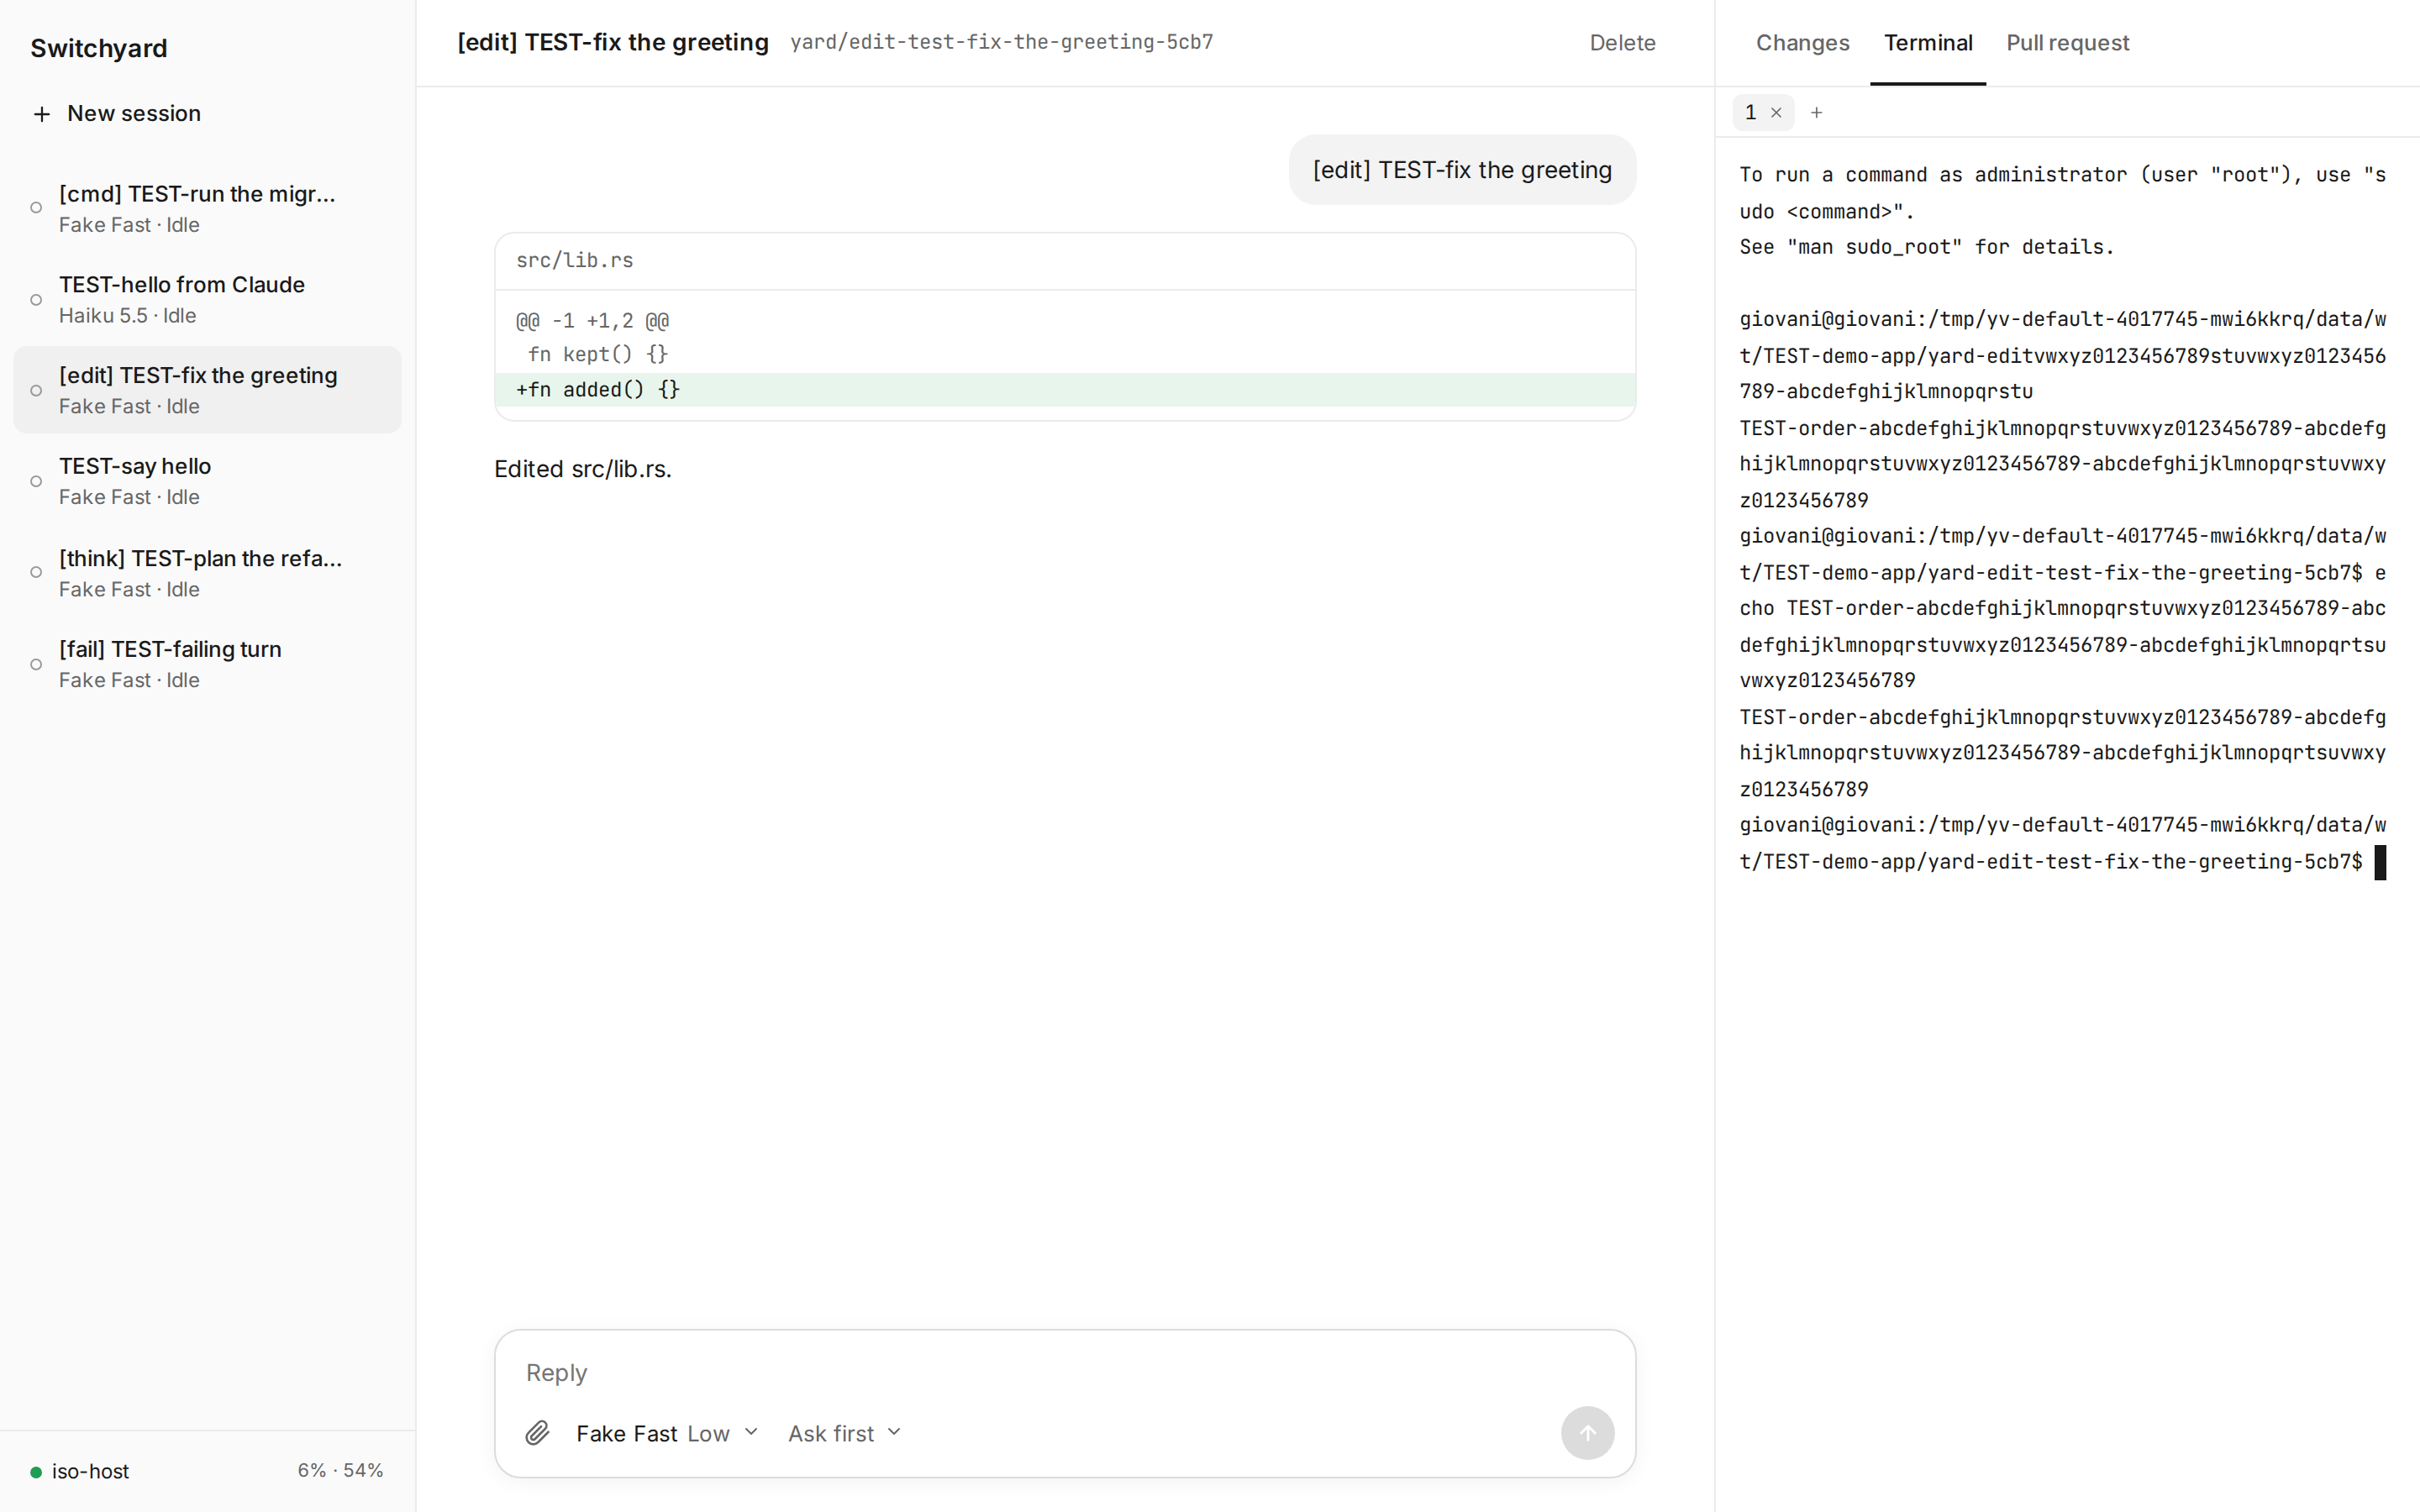 Switchyard
New session
[cmd] TEST-run the migr...
Fake Fast · Idle
TEST-hello from Claude
Haiku 5.5 · Idle
[edit] TEST-fix the greeting
Fake Fast · Idle
TEST-say hello
Fake Fast · Idle
[think] TEST-plan the refa...
Fake Fast · Idle
[fail] TEST-failing turn
Fake Fast · Idle
iso-host 6% · 54%
[edit] TEST-fix the greeting yard/edit-test-fix-the-greeting-5cb7 Delete
[edit] TEST-fix the greeting
src/lib.rs
@@ -1 +1,2 @@
fn kept() {}
+fn added() {}
Edited src/lib.rs.
Reply
Fake Fast Low Ask first
Changes Terminal Pull request
1 × +
To run a command as administrator (user "root"), use "s
udo <command>".
See "man sudo_root" for details.
giovani@giovani:/tmp/yv-default-4017745-mwi6kkrq/data/w
t/TEST-demo-app/yard-editvwxyz0123456789stuvwxyz0123456
789-abcdefghijklmnopqrstu
TEST-order-abcdefghijklmnopqrstuvwxyz0123456789-abcdefg
hijklmnopqrstuvwxyz0123456789-abcdefghijklmnopqrstuvwxy
z0123456789
giovani@giovani:/tmp/yv-default-4017745-mwi6kkrq/data/w
t/TEST-demo-app/yard-edit-test-fix-the-greeting-5cb7$ e
cho TEST-order-abcdefghijklmnopqrstuvwxyz0123456789-abc
defghijklmnopqrstuvwxyz0123456789-abcdefghijklmnopqrtsu
vwxyz0123456789
TEST-order-abcdefghijklmnopqrstuvwxyz0123456789-abcdefg
hijklmnopqrstuvwxyz0123456789-abcdefghijklmnopqrtsuvwxy
z0123456789
giovani@giovani:/tmp/yv-default-4017745-mwi6kkrq/data/w
t/TEST-demo-app/yard-edit-test-fix-the-greeting-5cb7$